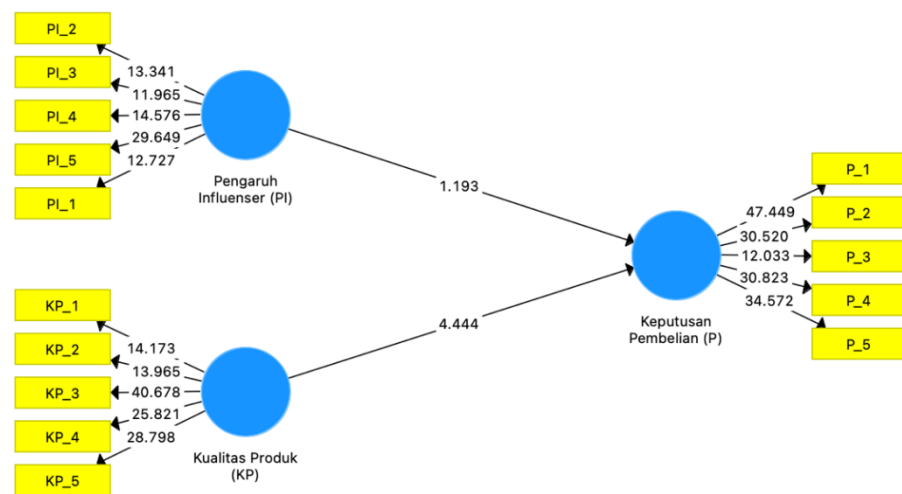 PI_2
PI_3
PI_4
PI_5
PI_1
13.341
11.965
14.576
29.649
12.727
Pengaruh
Influenser (PI)
1.193
KP_1
KP_2
KP_3
KP_4
KP_5
14.173
13.965
40.678
25.821
28.798
Kualitas Produk
(KP)
4.444
Keputusan
Pembelian (P)
47.449
30.520
12.033
30.823
34.572
P_1
P_2
P_3
P_4
P_5